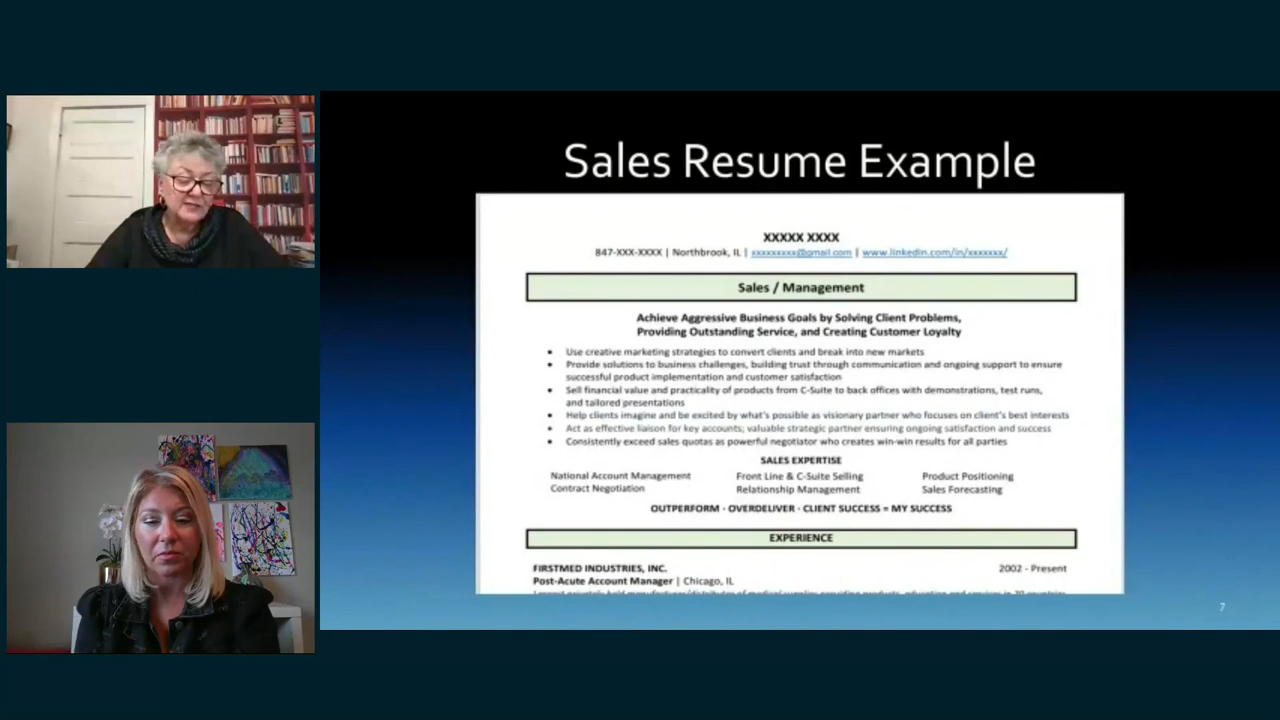 Sales Resume Example
XXXXX XXXX
847-XXX-XXXX | Northbrook, IL | xxxxxxxxx@gmail.com | www.linkedin.com/in/xxxxxxx/
Sales / Management
Achieve Aggressive Business Goals by Solving Client Problems,
Providing Outstanding Service, and Creating Customer Loyalty
• Use creative marketing strategies to convert clients and break into new markets
• Provide solutions to business challenges, building trust through communication and ongoing support to ensure
successful product implementation and customer satisfaction
• Sell financial value and practicality of products from C-Suite to back offices with demonstrations, test runs,
and tailored presentations
• Help clients imagine and be excited by what's possible as visionary partner who focuses on client's best interests
• Act as effective liaison for key accounts; valuable strategic partner ensuring ongoing satisfaction and success
• Consistently exceed sales quotas as powerful negotiator who creates win-win results for all parties
SALES EXPERTISE
National Account Management Front Line & C-Suite Selling Product Positioning
Contract Negotiation Relationship Management Sales Forecasting
OUTPERFORM · OVERDELIVER · CLIENT SUCCESS = MY SUCCESS
EXPERIENCE
FIRSTMED INDUSTRIES, INC. 2002 - Present
Post-Acute Account Manager | Chicago, IL
7